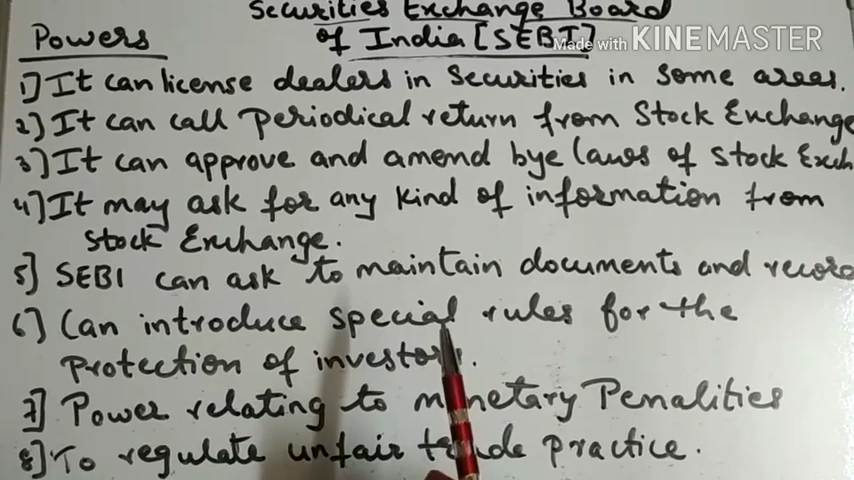 Securities Exchange Board
of India [SEBI]
Made with KINEMASTER
Powers
1] It can license dealers in Securities in some areas.
2] It can call Periodical return from Stock Exchange
3] It can approve and amend bye laws of Stock Exch
4] It may ask for any kind of information from
Stock Exchange.
5] SEBI can ask to maintain documents and record
6] Can introduce special rules for the
Protection of investors.
7] Power relating to monetary Penalities
8] To regulate unfair trade practice.